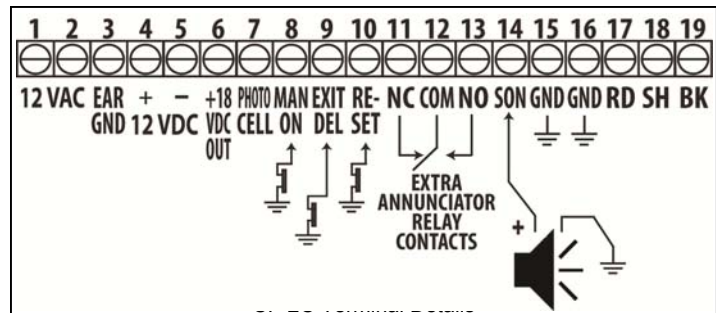 1 2 3 4 5 6 7 8 9 10 11 12 13 14 15 16 17 18 19
12 VAC EAR + − +18 PHOTO MAN EXIT RE- NC COM NO SON GND GND RD SH BK
GND 12 VDC VDC CELL ON DEL SET
OUT
EXTRA
ANNUNCIATOR
RELAY
CONTACTS
+
Terminal Details